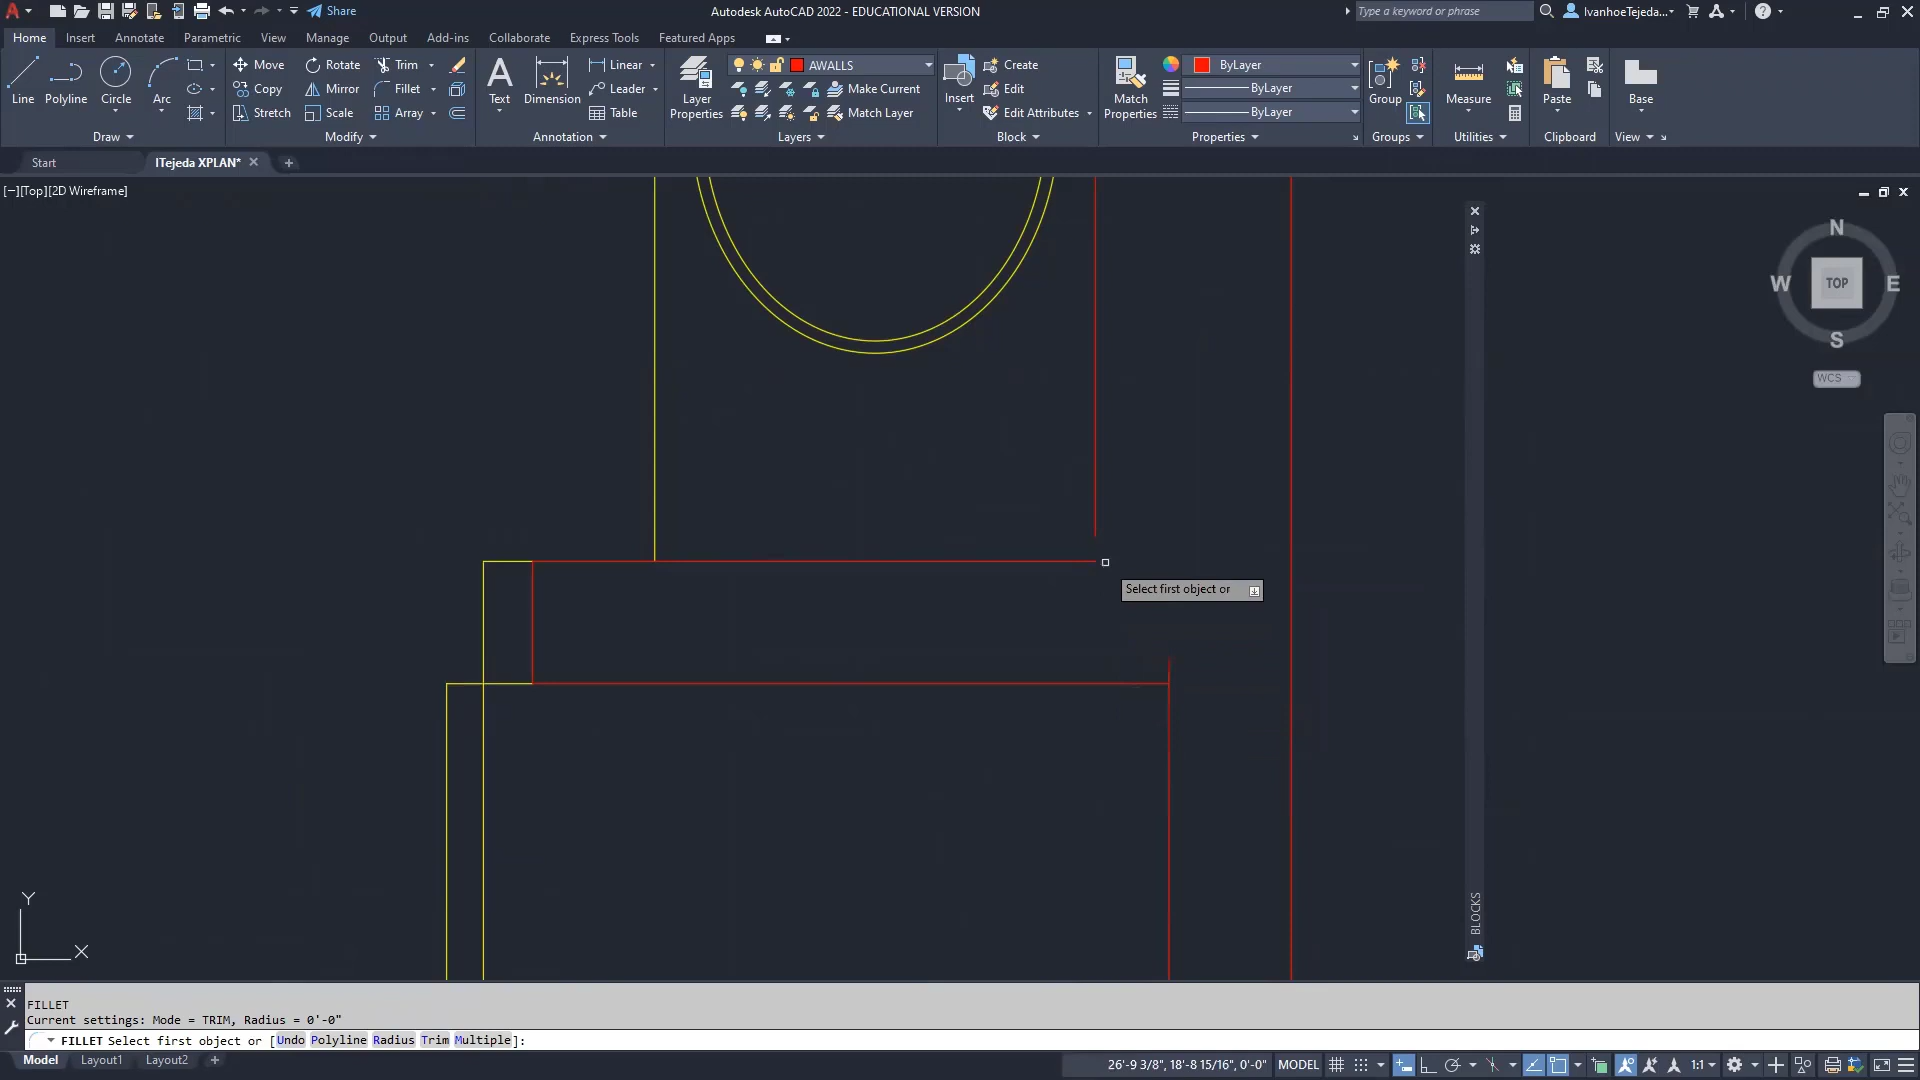 Share
Autodesk AutoCAD 2022 - EDUCATIONAL VERSION
Type a keyword or phrase
IvanhoeTejeda...
Home Insert Annotate Parametric View Manage Output Add-ins Collaborate Express Tools Featured Apps
Line Polyline Circle Arc
Draw
Move Rotate Trim
Copy Mirror Fillet
Stretch Scale Array
Modify
Text Dimension
Linear
Leader
Table
Annotation
Layer Properties
AWALLS
Make Current
Match Layer
Layers
Insert
Create
Edit
Edit Attributes
Block
Match Properties
ByLayer
ByLayer
ByLayer
Properties
Group
Groups
Measure
Utilities
Paste
Clipboard
Base
View
Start
ITejeda XPLAN*
[−][Top][2D Wireframe]
N
W TOP E
S
WCS
Select first object or
BLOCKS
Y
X
FILLET
Current settings: Mode = TRIM, Radius = 0'-0"
FILLET Select first object or [Undo Polyline Radius Trim Multiple]:
Model Layout1 Layout2
26'-9 3/8", 18'-8 15/16", 0'-0" MODEL 1:1